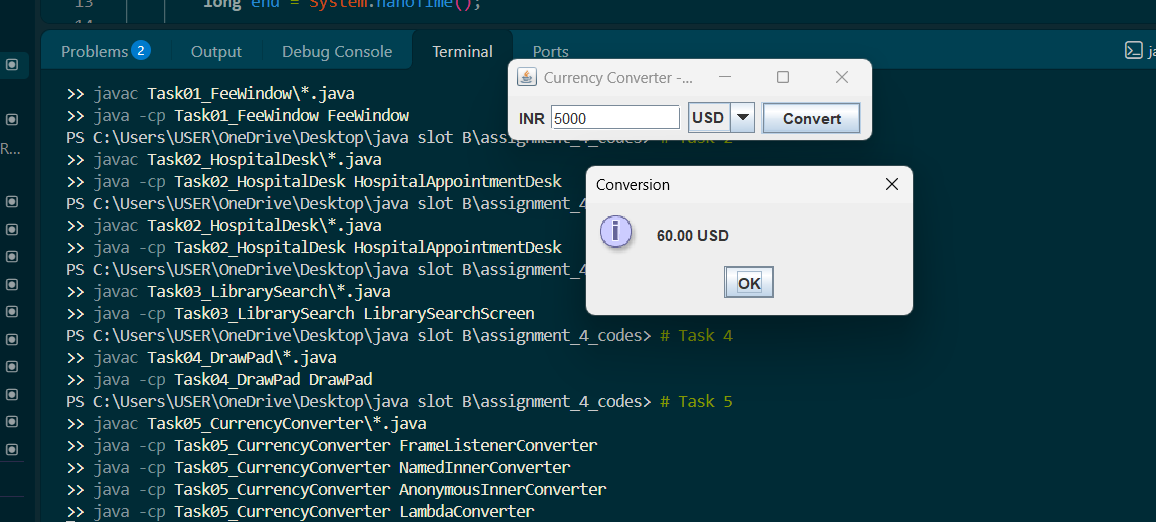 13 long end = System.nanoTime();
Problems 2 Output Debug Console Terminal Ports
Currency Converter -...
INR 5000 USD Convert
Conversion
60.00 USD
OK
R...
>> javac Task01_FeeWindow\*.java
>> java -cp Task01_FeeWindow FeeWindow
PS C:\Users\USER\OneDrive\Desktop\java slot B\assignment_4_codes> # Task 2
>> javac Task02_HospitalDesk\*.java
>> java -cp Task02_HospitalDesk HospitalAppointmentDesk
PS C:\Users\USER\OneDrive\Desktop\java slot B\assignment_4
>> javac Task02_HospitalDesk\*.java
>> java -cp Task02_HospitalDesk HospitalAppointmentDesk
PS C:\Users\USER\OneDrive\Desktop\java slot B\assignment_4
>> javac Task03_LibrarySearch\*.java
>> java -cp Task03_LibrarySearch LibrarySearchScreen
PS C:\Users\USER\OneDrive\Desktop\java slot B\assignment_4_codes> # Task 4
>> javac Task04_DrawPad\*.java
>> java -cp Task04_DrawPad DrawPad
PS C:\Users\USER\OneDrive\Desktop\java slot B\assignment_4_codes> # Task 5
>> javac Task05_CurrencyConverter\*.java
>> java -cp Task05_CurrencyConverter FrameListenerConverter
>> java -cp Task05_CurrencyConverter NamedInnerConverter
>> java -cp Task05_CurrencyConverter AnonymousInnerConverter
>> java -cp Task05_CurrencyConverter LambdaConverter